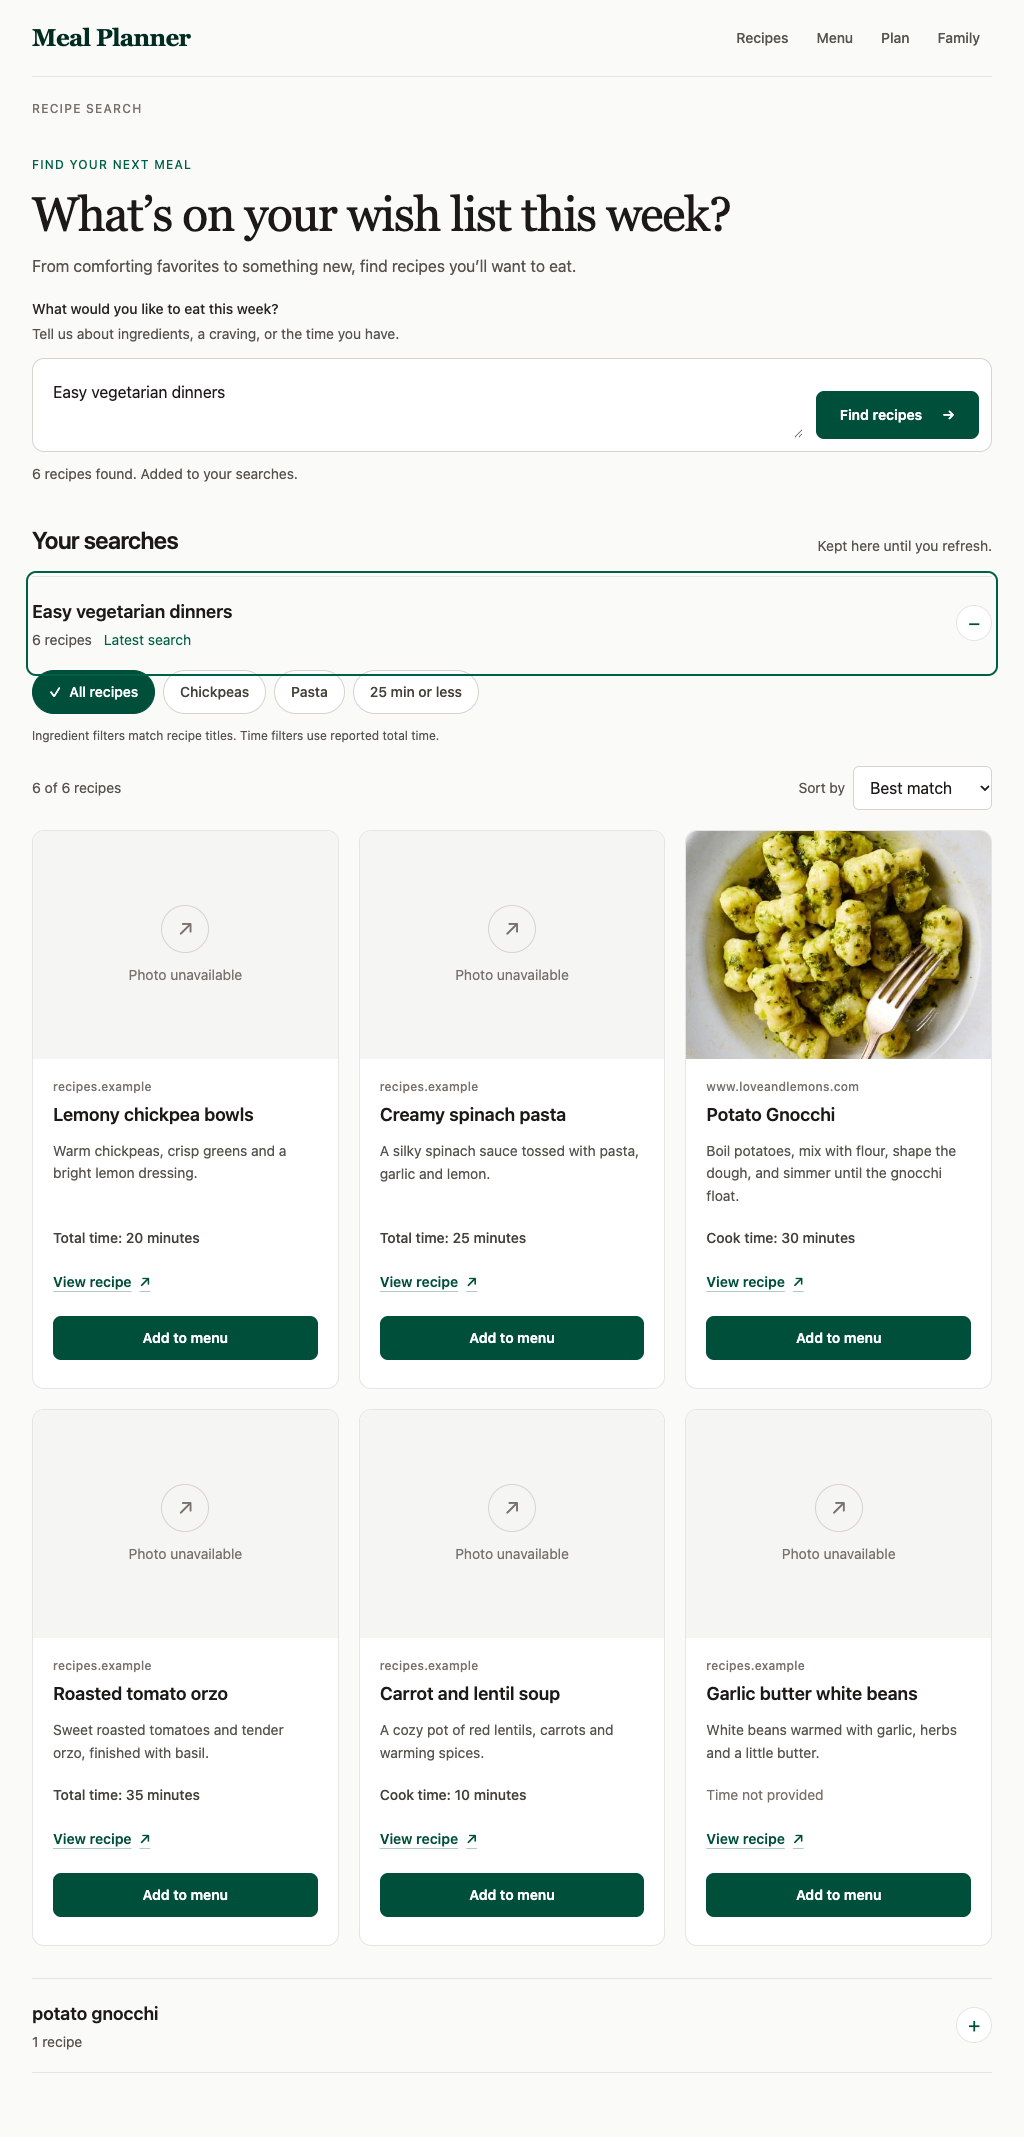 Meal Planner
Recipes Menu Plan Family
RECIPE SEARCH
FIND YOUR NEXT MEAL
What’s on your wish list this week?
From comforting favorites to something new, find recipes you’ll want to eat.
What would you like to eat this week?
Tell us about ingredients, a craving, or the time you have.
Easy vegetarian dinners
Find recipes →
6 recipes found. Added to your searches.
Your searches
Kept here until you refresh.
Easy vegetarian dinners
6 recipes Latest search
−
✓ All recipes Chickpeas Pasta 25 min or less
Ingredient filters match recipe titles. Time filters use reported total time.
6 of 6 recipes
Sort by Best match
↗
Photo unavailable
recipes.example
Lemony chickpea bowls
Warm chickpeas, crisp greens and a
bright lemon dressing.
Total time: 20 minutes
View recipe ↗
Add to menu
↗
Photo unavailable
recipes.example
Creamy spinach pasta
A silky spinach sauce tossed with pasta,
garlic and lemon.
Total time: 25 minutes
View recipe ↗
Add to menu
www.loveandlemons.com
Potato Gnocchi
Boil potatoes, mix with flour, shape the
dough, and simmer until the gnocchi
float.
Cook time: 30 minutes
View recipe ↗
Add to menu
↗
Photo unavailable
recipes.example
Roasted tomato orzo
Sweet roasted tomatoes and tender
orzo, finished with basil.
Total time: 35 minutes
View recipe ↗
Add to menu
↗
Photo unavailable
recipes.example
Carrot and lentil soup
A cozy pot of red lentils, carrots and
warming spices.
Cook time: 10 minutes
View recipe ↗
Add to menu
↗
Photo unavailable
recipes.example
Garlic butter white beans
White beans warmed with garlic, herbs
and a little butter.
Time not provided
View recipe ↗
Add to menu
potato gnocchi
1 recipe
+